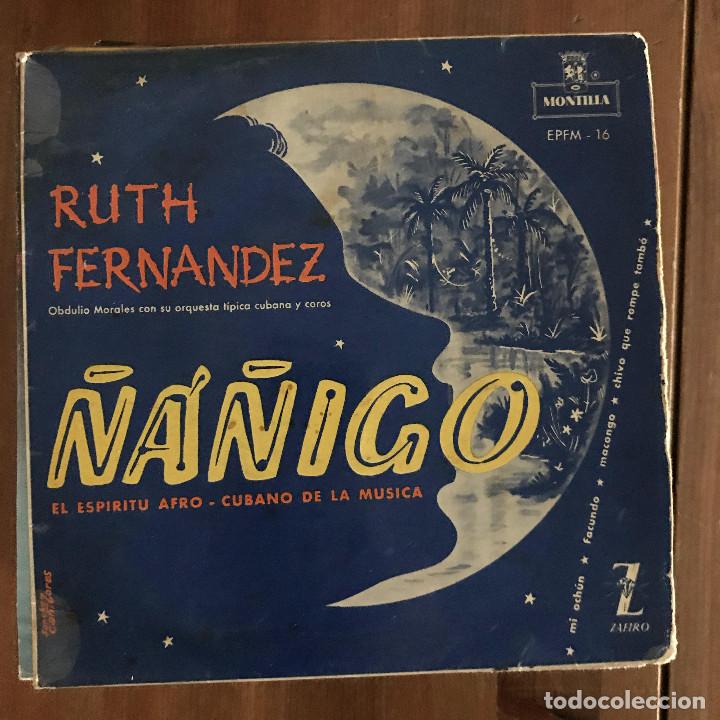 MONTILLA
EPFM - 16
RUTH
FERNANDEZ
Obdulio Morales con su orquesta típica cubana y coros
ÑÁÑIGO
EL ESPIRITU AFRO - CUBANO DE LA MUSICA
★ mi ochún ★ facundo ★ macongo ★ chivo que rompe tambó ★
Z
ZAFIRO
todocoleccion